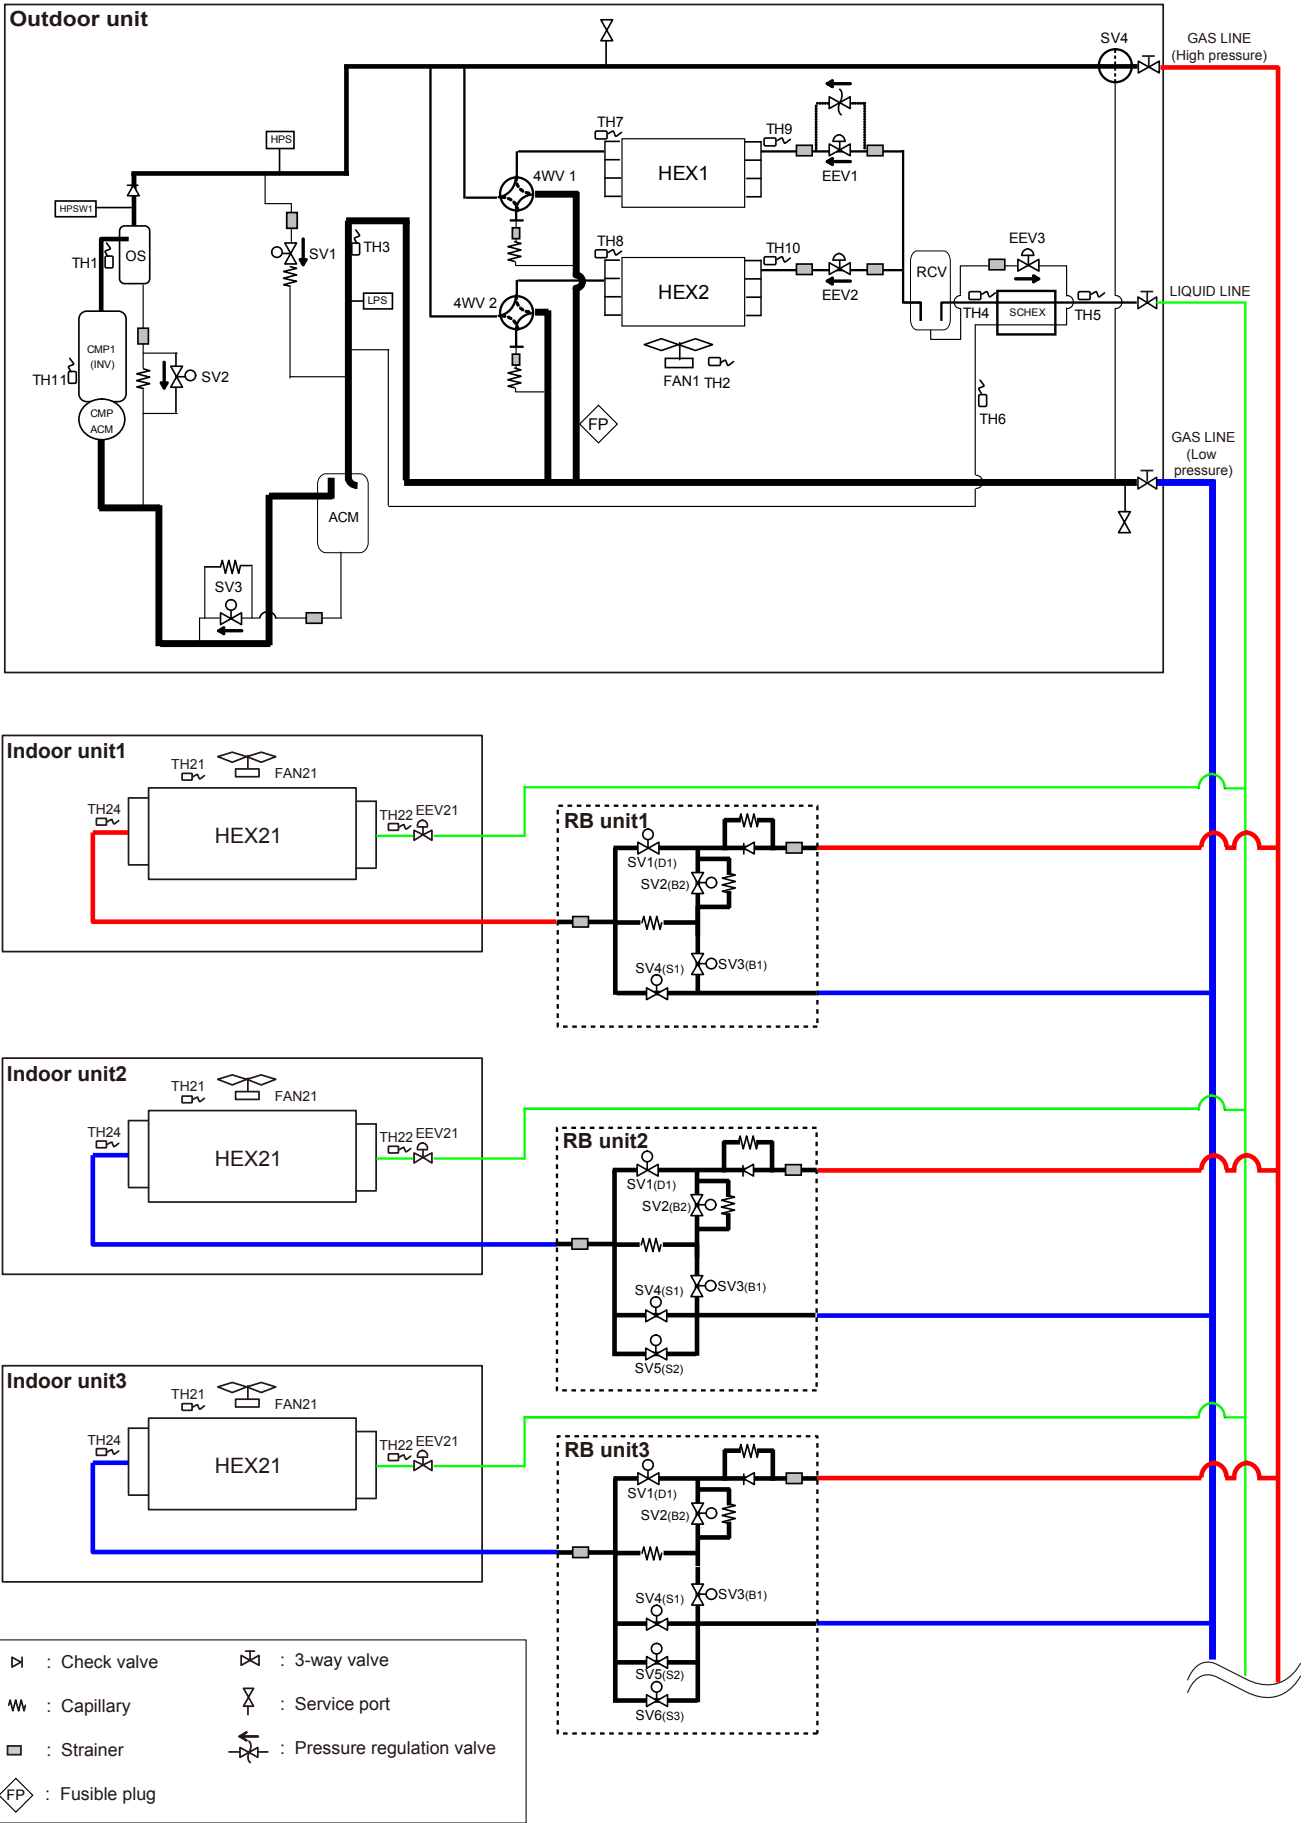 Outdoor unit
SV4
GAS LINE
(High pressure)
HPS
TH7
TH9
HEX1
4WV 1
EEV1
HPSW1
OS
TH1
SV1
TH3
TH8
TH10
EEV3
RCV
HEX2
EEV2
LPS
4WV 2
LIQUID LINE
TH4
SCHEX
TH5
CMP1
(INV)
TH11
SV2
FAN1
TH2
CMP
ACM
FP
TH6
GAS LINE
(Low
pressure)
ACM
SV3
Indoor unit1
TH21
FAN21
TH24
HEX21
TH22
EEV21
RB unit1
SV1(D1)
SV2(B2)
SV4(S1)
SV3(B1)
Indoor unit2
TH21
FAN21
TH24
HEX21
TH22
EEV21
RB unit2
SV1(D1)
SV2(B2)
SV4(S1)
SV3(B1)
SV5(S2)
Indoor unit3
TH21
FAN21
TH24
HEX21
TH22
EEV21
RB unit3
SV1(D1)
SV2(B2)
SV4(S1)
SV3(B1)
SV5(S2)
SV6(S3)
: Check valve
: 3-way valve
: Capillary
: Service port
: Strainer
: Pressure regulation valve
FP : Fusible plug